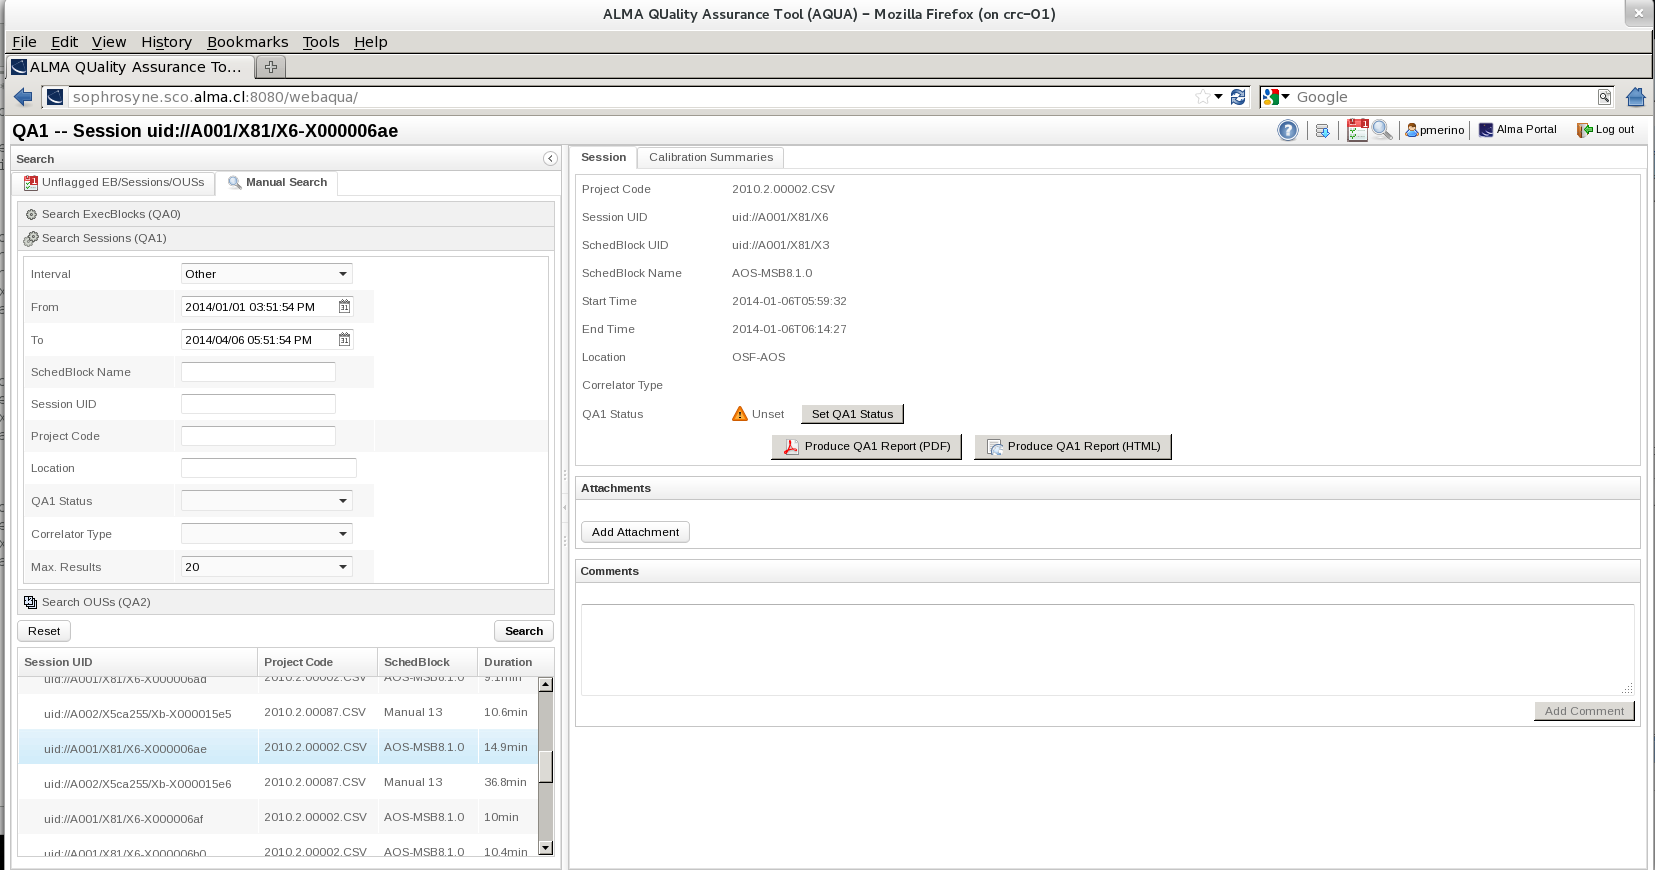 ALMA QUality Assurance Tool (AQUA) - Mozilla Firefox (on crc-01)
File Edit View History Bookmarks Tools Help
ALMA QUality Assurance To...
sophrosyne.sco.alma.cl:8080/webaqua/
Google
QA1 -- Session uid://A001/X81/X6-X000006ae
pmerino
Alma Portal
Log out
Search
Unflagged EB/Sessions/OUSs
Manual Search
Search ExecBlocks (QA0)
Search Sessions (QA1)
Interval Other
From 2014/01/01 03:51:54 PM
To 2014/04/06 05:51:54 PM
SchedBlock Name
Session UID
Project Code
Location
QA1 Status
Correlator Type
Max. Results 20
Search OUSs (QA2)
Reset
Search
Session UID Project Code SchedBlock Duration
uid://A001/X81/X6-X000006ad 2010.2.00002.CSV AOS-MSB8.1.0 9.1min
uid://A002/X5ca255/Xb-X000015e5 2010.2.00087.CSV Manual 13 10.6min
uid://A001/X81/X6-X000006ae 2010.2.00002.CSV AOS-MSB8.1.0 14.9min
uid://A002/X5ca255/Xb-X000015e6 2010.2.00087.CSV Manual 13 36.8min
uid://A001/X81/X6-X000006af 2010.2.00002.CSV AOS-MSB8.1.0 10min
uid://A001/X81/X6-X000006b0 2010.2.00002.CSV AOS-MSB8.1.0 10.4min
Session
Calibration Summaries
Project Code 2010.2.00002.CSV
Session UID uid://A001/X81/X6
SchedBlock UID uid://A001/X81/X3
SchedBlock Name AOS-MSB8.1.0
Start Time 2014-01-06T05:59:32
End Time 2014-01-06T06:14:27
Location OSF-AOS
Correlator Type
QA1 Status Unset Set QA1 Status
Produce QA1 Report (PDF) Produce QA1 Report (HTML)
Attachments
Add Attachment
Comments
Add Comment